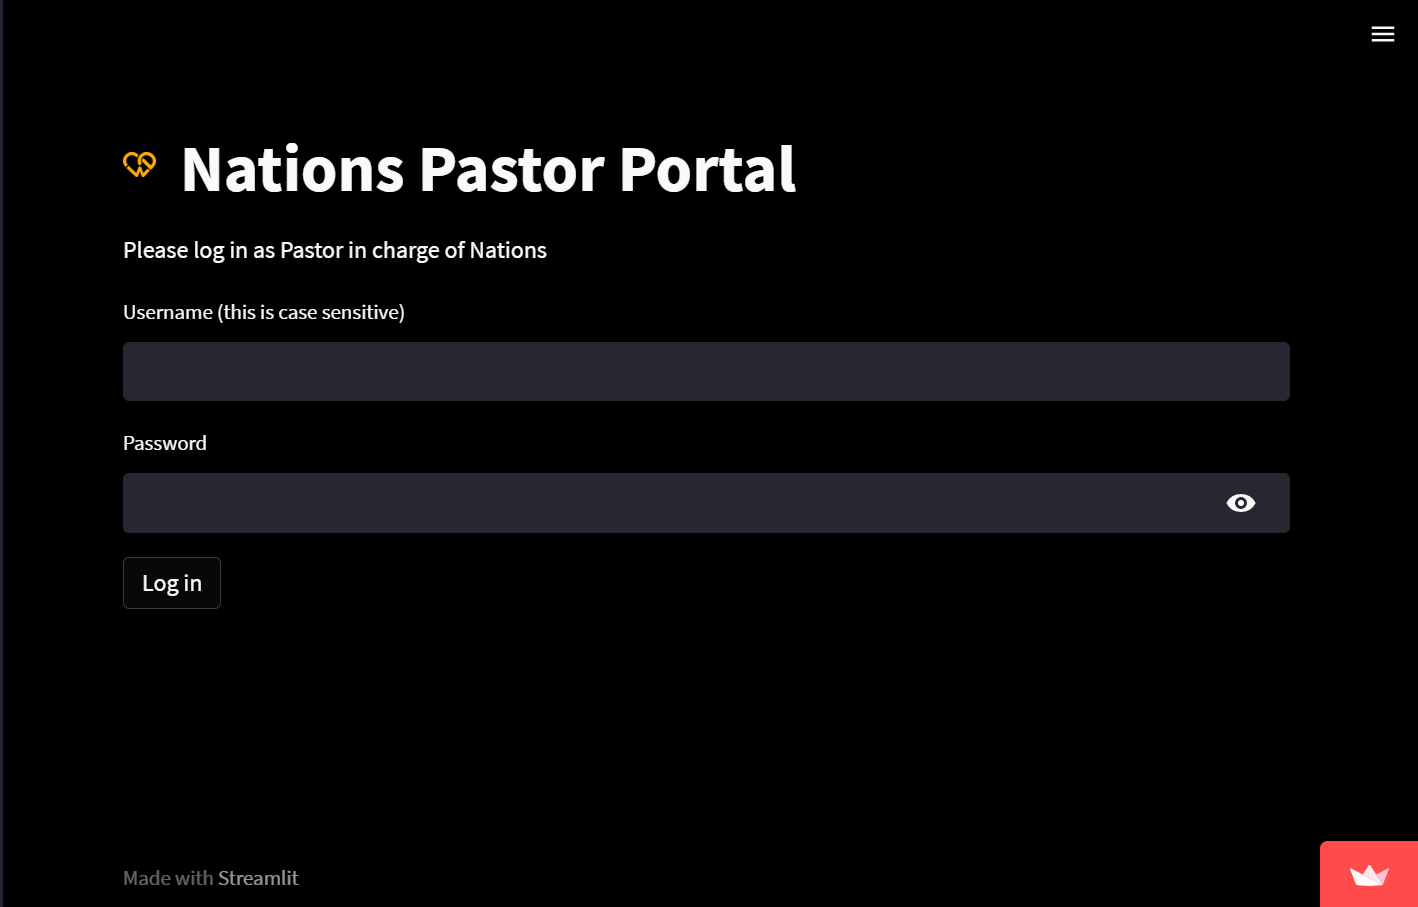 Nations Pastor Portal
Please log in as Pastor in charge of Nations
Username (this is case sensitive)
Password
Log in
Made with Streamlit